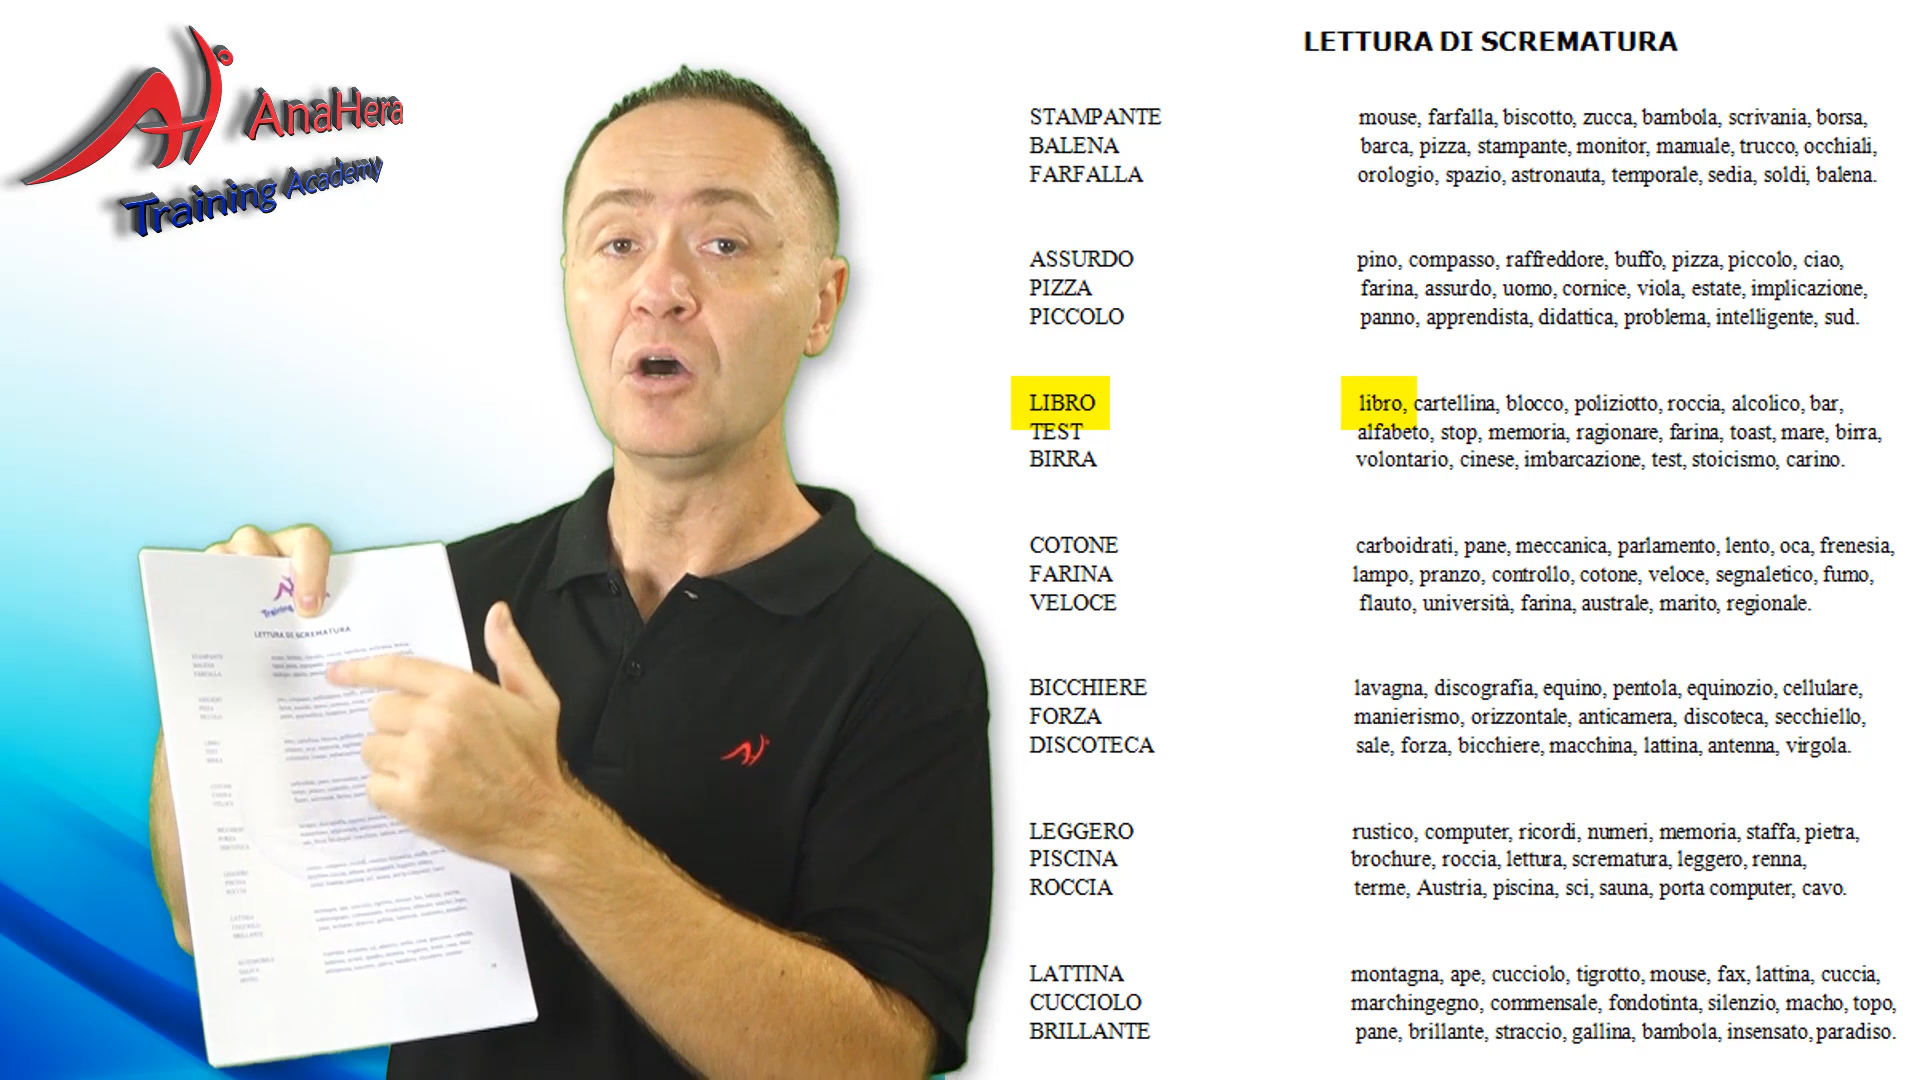 AnaHera
Training Academy
LETTURA DI SCREMATURA
STAMPANTE mouse, farfalla, biscotto, zucca, bambola, scrivania, borsa,
BALENA barca, pizza, stampante, monitor, manuale, trucco, occhiali,
FARFALLA orologio, spazio, astronauta, temporale, sedia, soldi, balena.
ASSURDO pino, compasso, raffreddore, buffo, pizza, piccolo, ciao,
PIZZA farina, assurdo, uomo, cornice, viola, estate, implicazione,
PICCOLO panno, apprendista, didattica, problema, intelligente, sud.
LIBRO libro, cartellina, blocco, poliziotto, roccia, alcolico, bar,
TEST alfabeto, stop, memoria, ragionare, farina, toast, mare, birra,
BIRRA volontario, cinese, imbarcazione, test, stoicismo, carino.
COTONE carboidrati, pane, meccanica, parlamento, lento, oca, frenesia,
FARINA lampo, pranzo, controllo, cotone, veloce, segnaletico, fumo,
VELOCE flauto, università, farina, australe, marito, regionale.
BICCHIERE lavagna, discografia, equino, pentola, equinozio, cellulare,
FORZA manierismo, orizzontale, anticamera, discoteca, secchiello,
DISCOTECA sale, forza, bicchiere, macchina, lattina, antenna, virgola.
LEGGERO rustico, computer, ricordi, numeri, memoria, staffa, pietra,
PISCINA brochure, roccia, lettura, scrematura, leggero, renna,
ROCCIA terme, Austria, piscina, sci, sauna, porta computer, cavo.
LATTINA montagna, ape, cucciolo, tigrotto, mouse, fax, lattina, cuccia,
CUCCIOLO marchingegno, commensale, fondotinta, silenzio, macho, topo,
BRILLANTE pane, brillante, straccio, gallina, bambola, insensato, paradiso.
LETTURA DI SCREMATURA